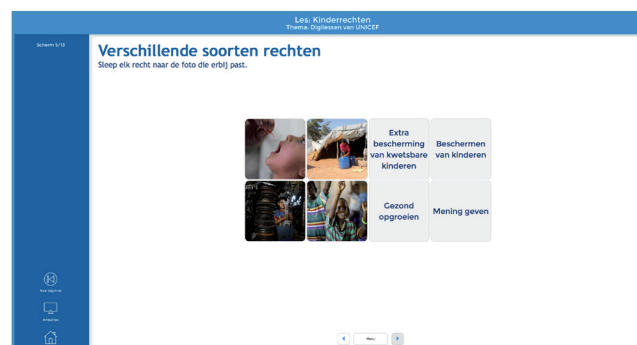 Les: Kinderrechten
Thema: Digilessen van UNICEF
Scherm 5/13
Verschillende soorten rechten
Sleep elk recht naar de foto die erbij past.
Extra
bescherming
van kwetsbare
kinderen
Beschermen
van kinderen
Gezond
opgroeien
Mening geven
Menu